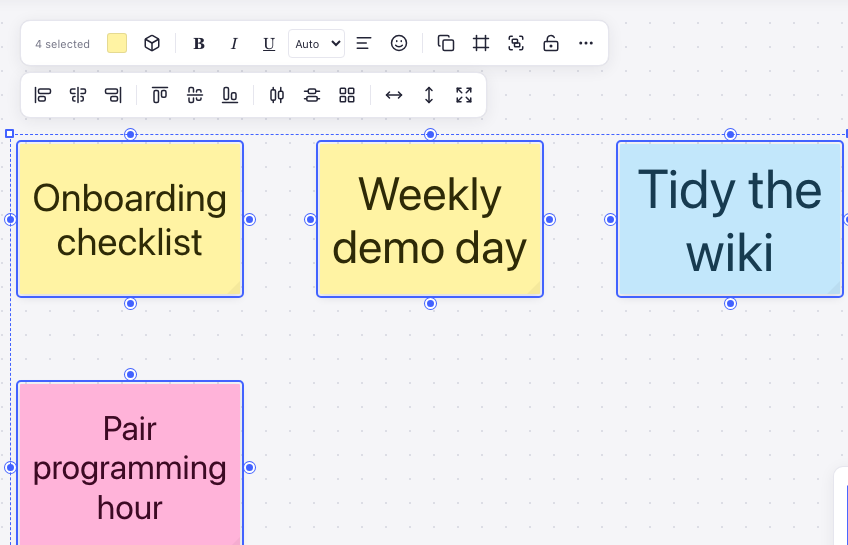 4 selected
B I U Auto
Onboarding
checklist
Weekly
demo day
Tidy the
wiki
Pair
programming
hour